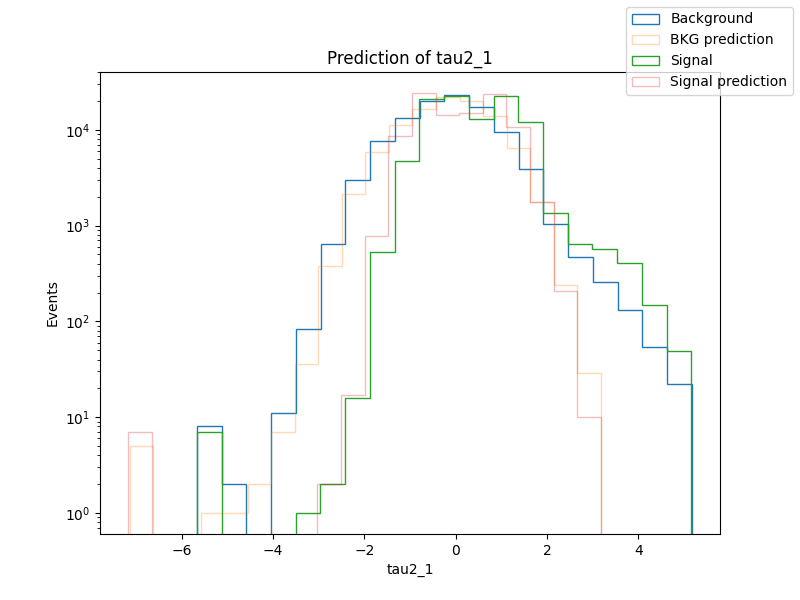 Prediction of tau2_1
Background
BKG prediction
Signal
Signal prediction
Events
10⁴
10³
10²
10¹
10⁰
−6
−4
−2
0
2
4
tau2_1